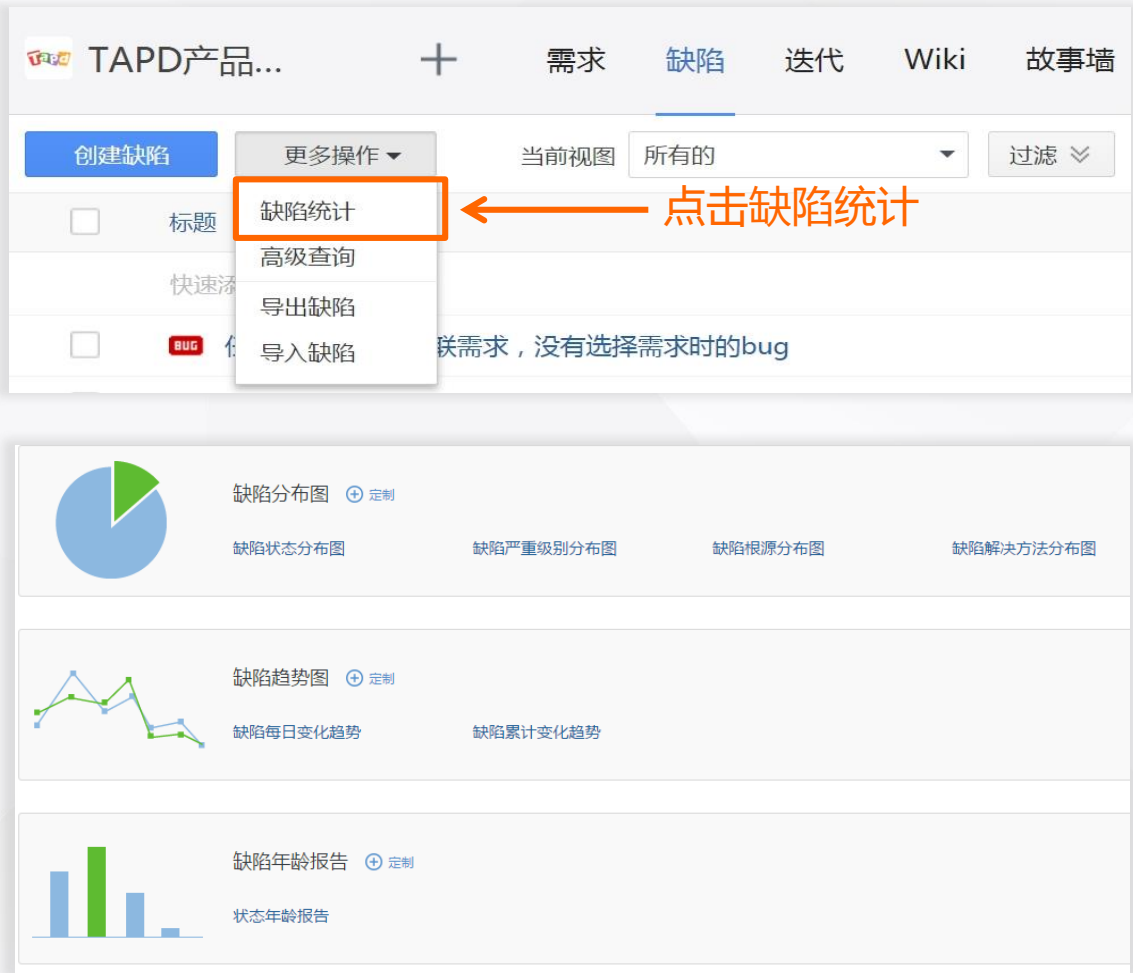 Tapd TAPD产品... 需求 缺陷 迭代 Wiki 故事墙
创建缺陷 更多操作 当前视图 所有的 过滤
标题 缺陷统计 点击缺陷统计
高级查询
快速添
导出缺陷
BUG 联需求，没有选择需求时的bug
导入缺陷
缺陷分布图 定制
缺陷状态分布图 缺陷严重级别分布图 缺陷根源分布图 缺陷解决方法分布图
缺陷趋势图 定制
缺陷每日变化趋势 缺陷累计变化趋势
缺陷年龄报告 定制
状态年龄报告